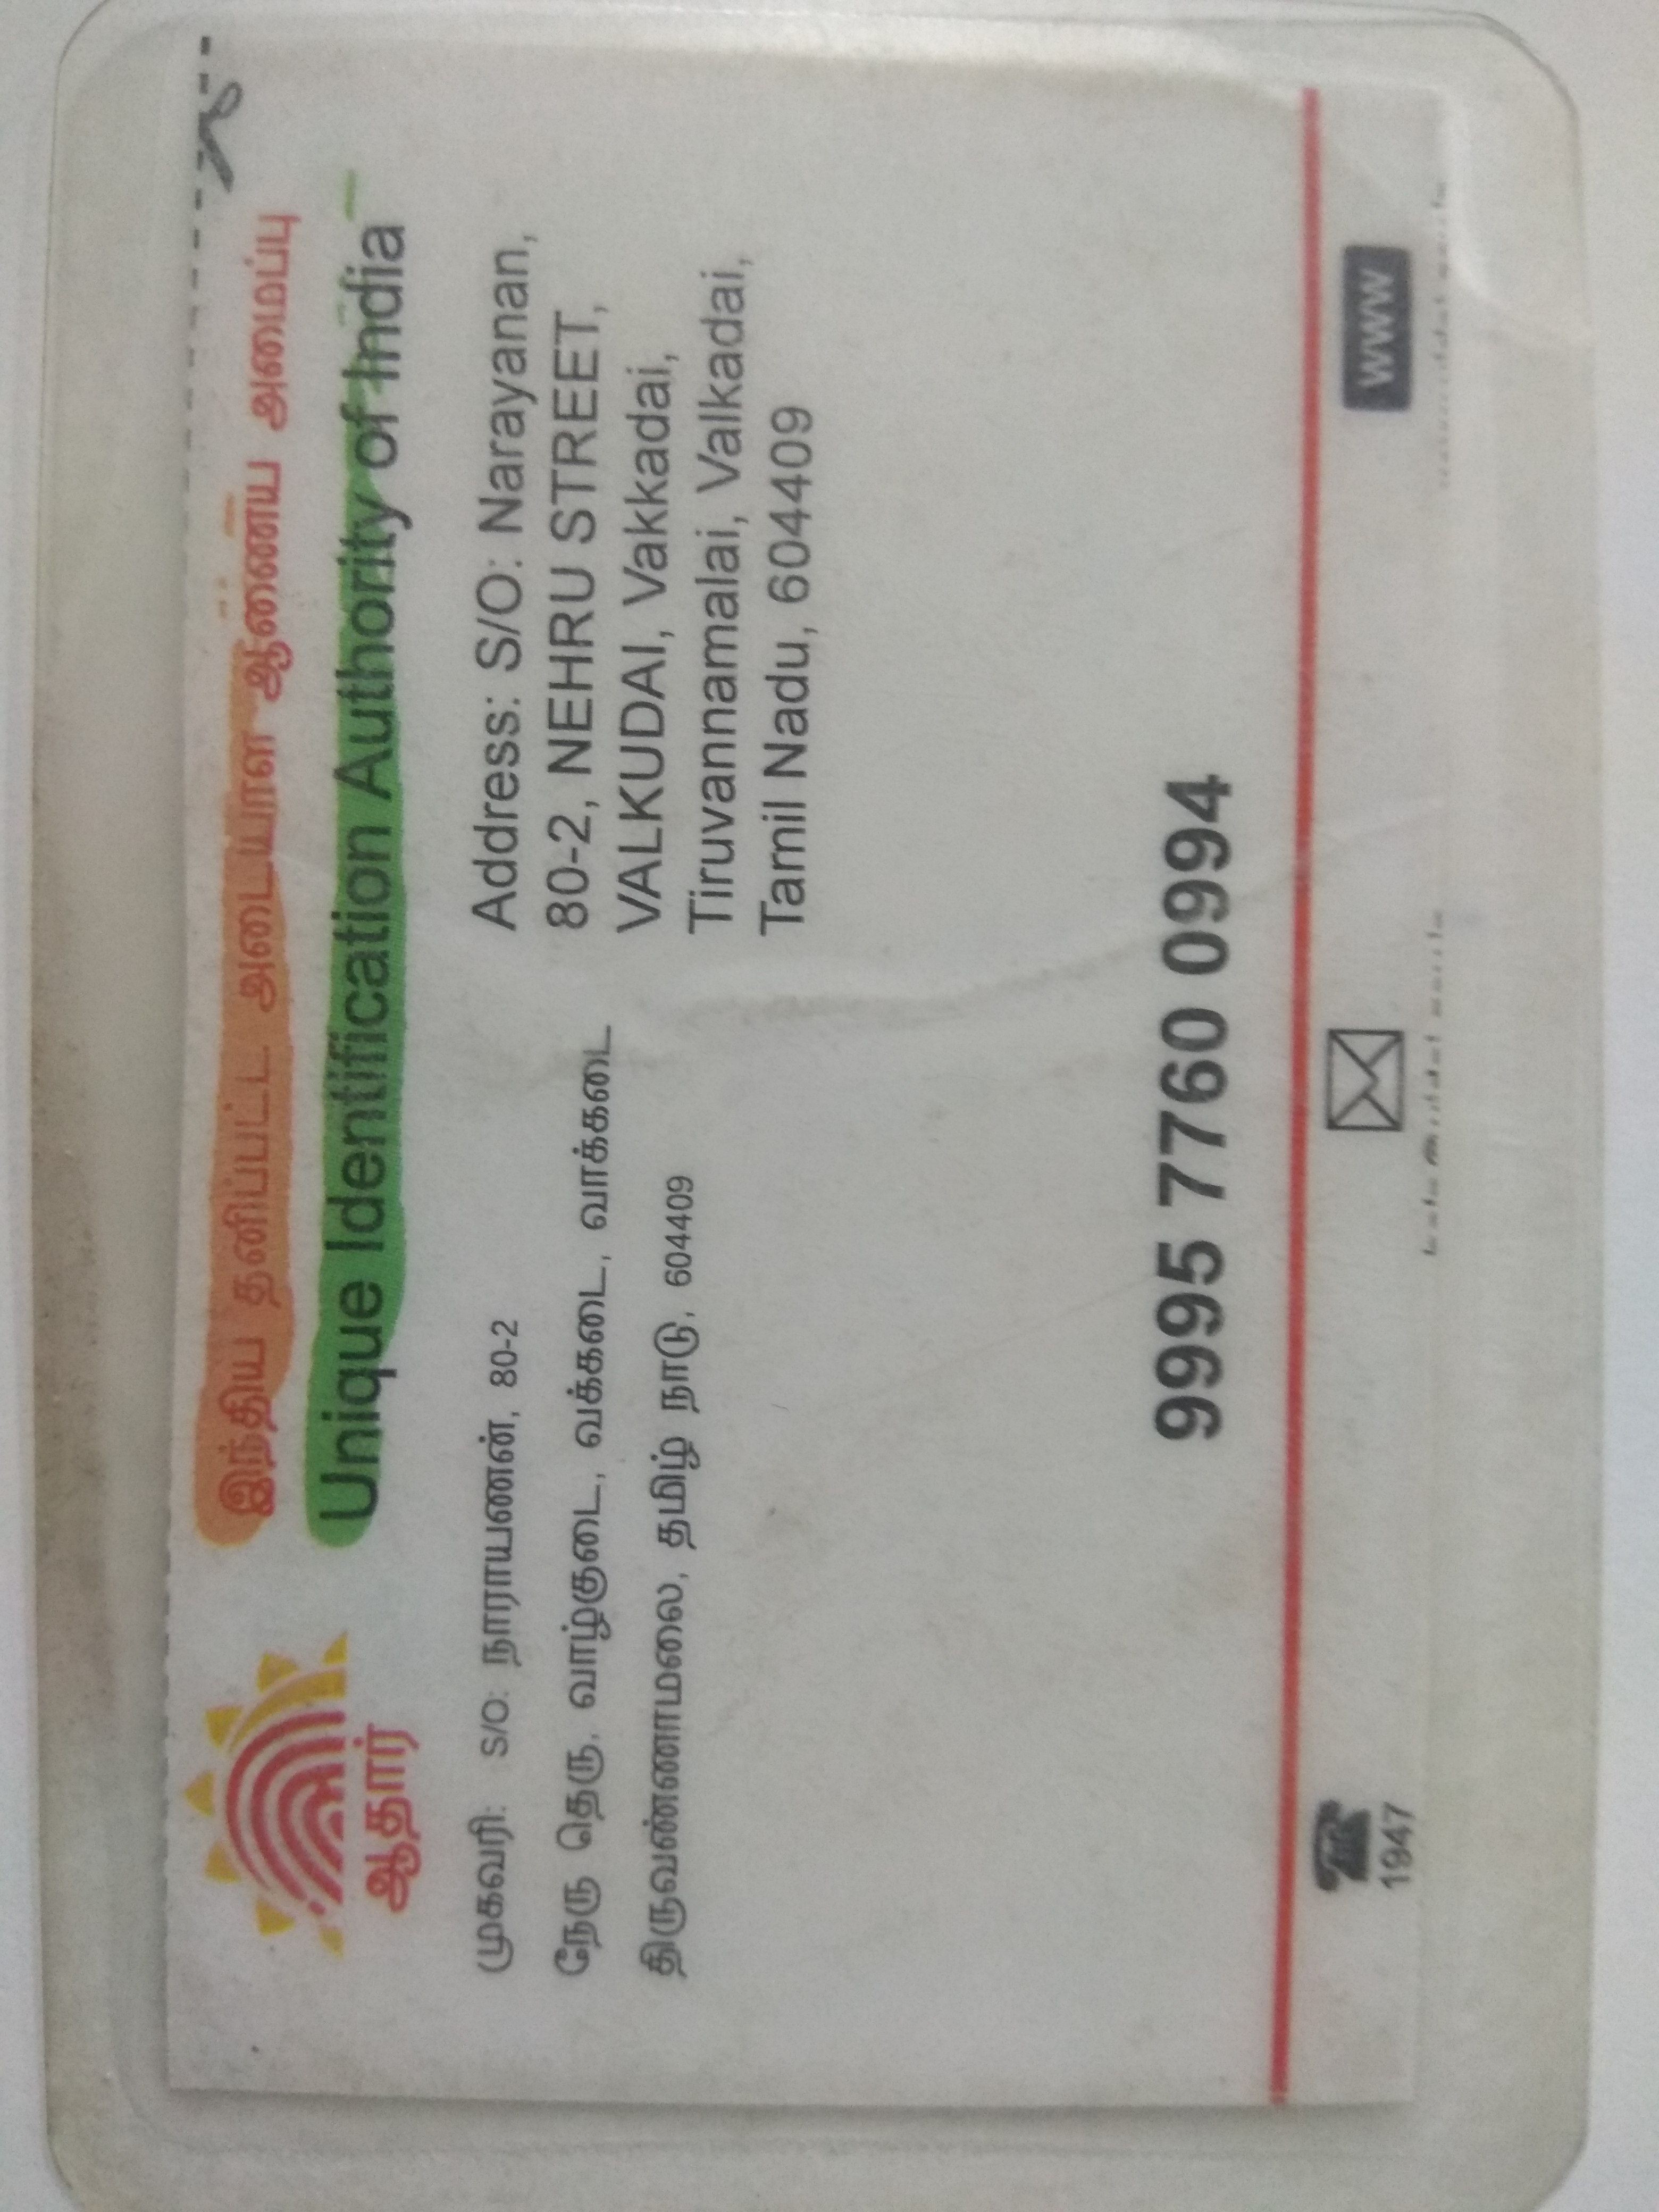 இந்திய தனிப்பட்ட அடையாள ஆணைய அமைப்பு
Unique Identification Authority of India
ஆதார்
முகவரி: S/O: நாராயணன், 80-2
நேரு தெரு, வாழ்குடை, வக்கடை, வாக்கடை
திருவண்ணாமலை, தமிழ் நாடு, 604409
Address: S/O: Narayanan,
80-2, NEHRU STREET,
VALKUDAI, Vakkadai,
Tiruvannamalai, Valkadai,
Tamil Nadu, 604409
9995 7760 0994
1947
www